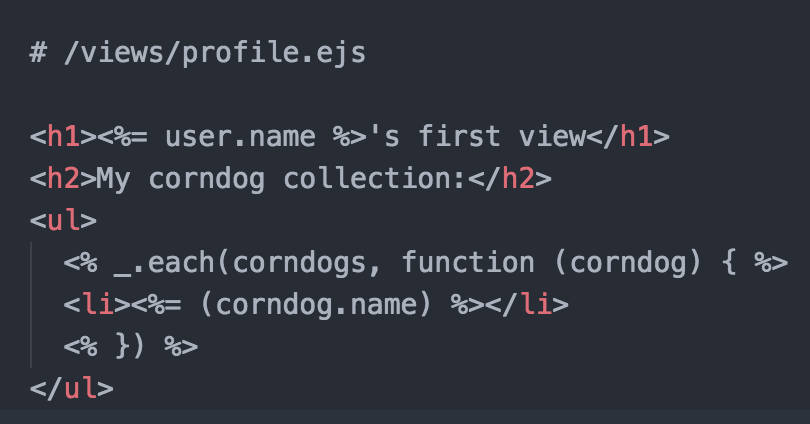 # /views/profile.ejs
<h1><%= user.name %>'s first view</h1>
<h2>My corndog collection:</h2>
<ul>
<% _.each(corndogs, function (corndog) { %>
<li><%= (corndog.name) %></li>
<% }) %>
</ul>